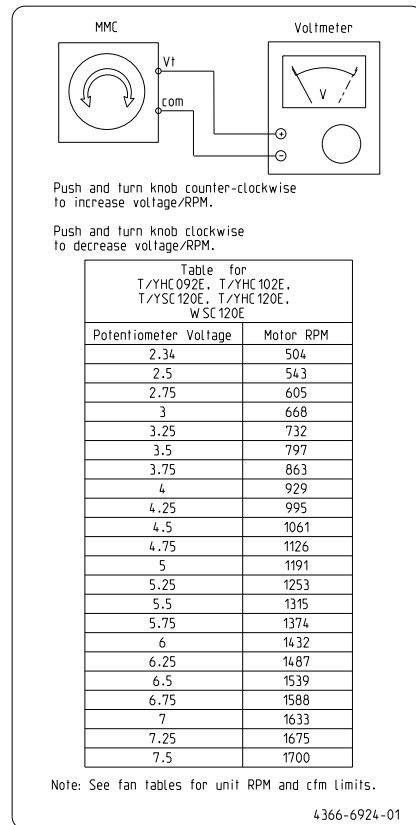 MMC
Voltmeter
Vt
com
V
+
-
Push and turn knob counter-clockwise
to increase voltage/RPM.
Push and turn knob clockwise
to decrease voltage/RPM.
Table for
T/YHC092E, T/YHC102E,
T/YSC120E, T/YHC120E,
WSC120E
Potentiometer Voltage Motor RPM
2.34 504
2.5 543
2.75 605
3 668
3.25 732
3.5 797
3.75 863
4 929
4.25 995
4.5 1061
4.75 1126
5 1191
5.25 1253
5.5 1315
5.75 1374
6 1432
6.25 1487
6.5 1539
6.75 1588
7 1633
7.25 1675
7.5 1700
Note: See fan tables for unit RPM and cfm limits.
4366-6924-01